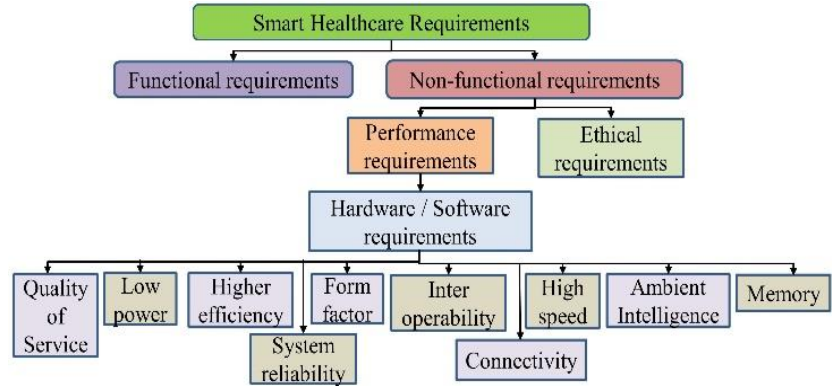 Smart Healthcare Requirements
Functional requirements
Non-functional requirements
Performance
requirements
Ethical
requirements
Hardware / Software
requirements
Quality
of
Service
Low
power
Higher
efficiency
System
reliability
Form
factor
Inter
operability
Connectivity
High
speed
Ambient
Intelligence
Memory